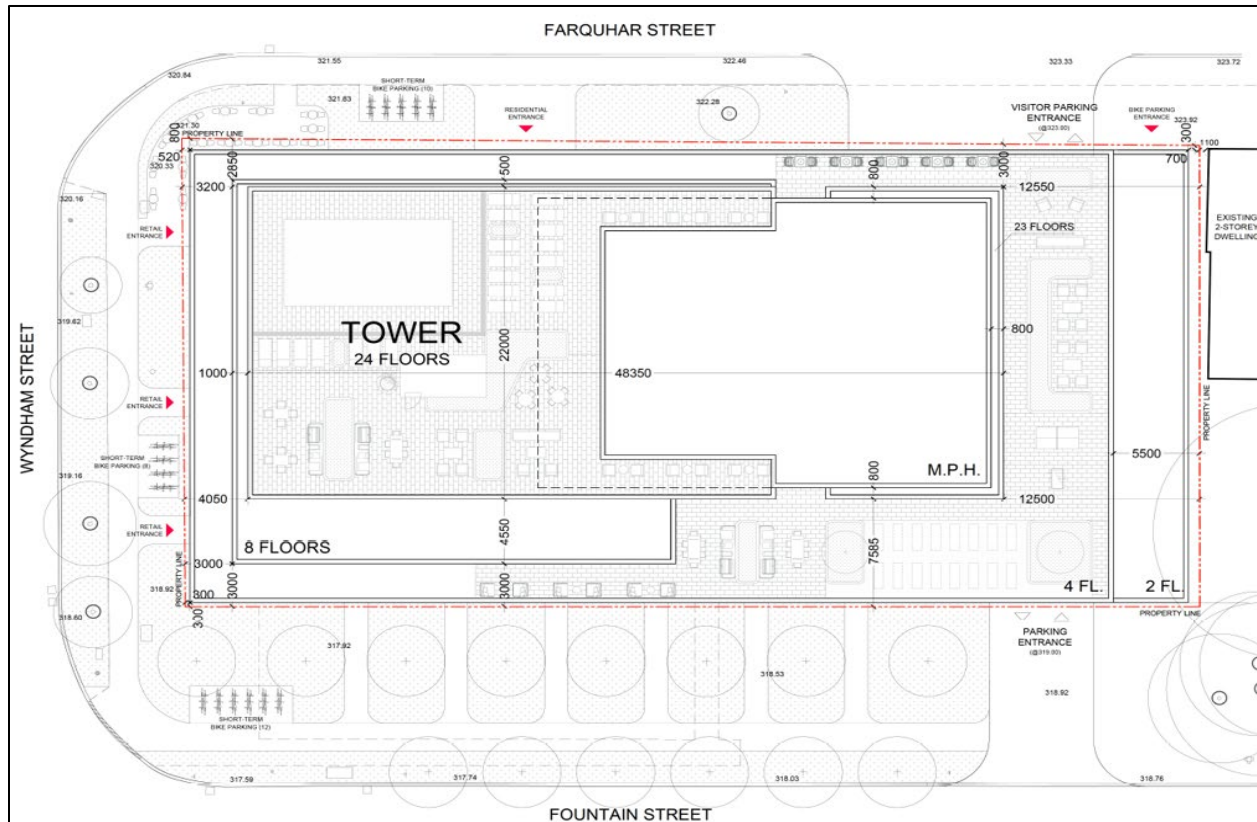 FARQUHAR STREET
321.55
322.46
323.33
323.72
320.84
SHORT-TERM
BIKE PARKING (10)
321.63
322.28
RESIDENTIAL
ENTRANCE
VISITOR PARKING
ENTRANCE
(@323.90)
BIKE PARKING
ENTRANCE
323.92
321.30
PROPERTY LINE
800
300
1100
520
320.33
2850
500
800
3000
700
3200
12550
320.16
RETAIL
ENTRANCE
EXISTING
2-STOREY
DWELLING
23 FLOORS
319.62
TOWER
24 FLOORS
22000
800
WYNDHAM STREET
1000
48350
RETAIL
ENTRANCE
PROPERTY LINE
SHORT-TERM
BIKE PARKING (8)
5500
319.16
M.P.H.
800
4050
12500
RETAIL
ENTRANCE
4550
8 FLOORS
7585
3000
PROPERTY LINE
318.92
300
3000
3000
4 FL.
2 FL.
318.60
300
PROPERTY LINE
PARKING
ENTRANCE
(@319.00)
317.92
318.53
318.92
SHORT-TERM
BIKE PARKING (12)
317.59
317.74
318.03
318.76
FOUNTAIN STREET